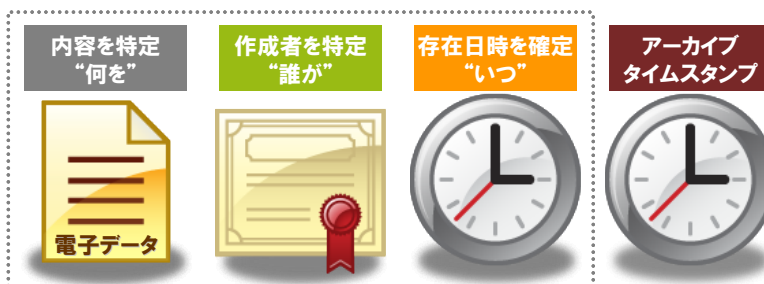 内容を特定
“何を”
作成者を特定
“誰が”
存在日時を確定
“いつ”
アーカイブ
タイムスタンプ
電子データ